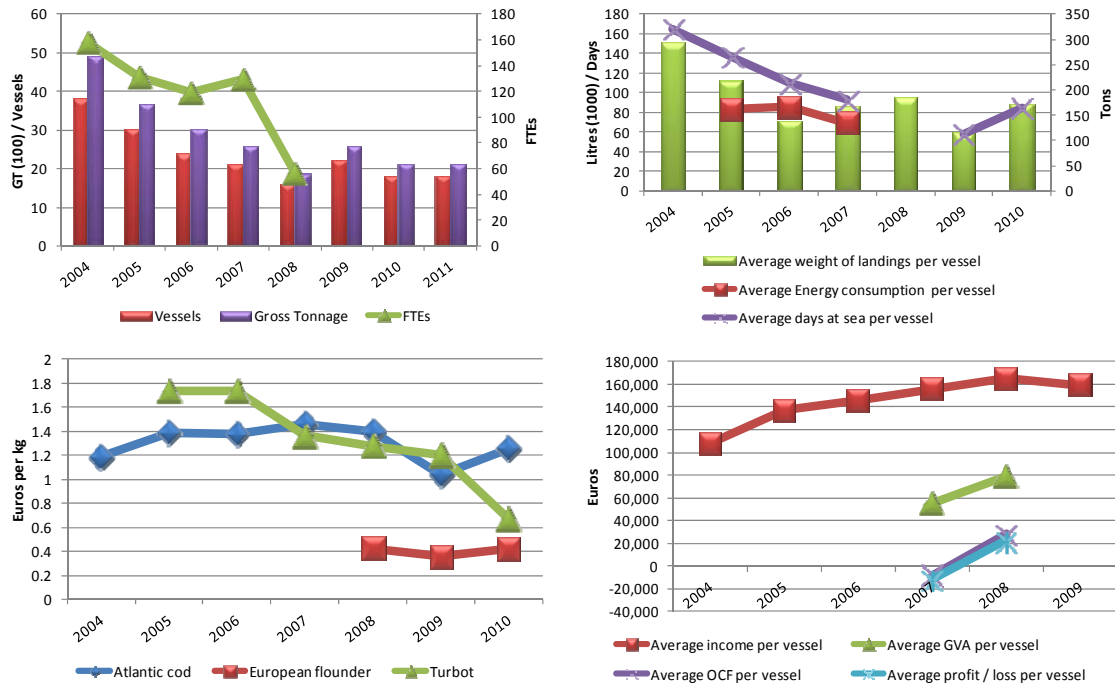 60 180
50 160
140
40 120
30 100
80
20 60
10 40
20
0 0
GT (100) / Vessels
FTEs
2004 2005 2006 2007 2008 2009 2010 2011
Vessels Gross Tonnage FTEs
180 350
160 300
140 250
120
100 200
80 150
60 100
40
20 50
0 0
Litres (1000) / Days
Tons
2004 2005 2006 2007 2008 2009 2010
Average weight of landings per vessel
Average Energy consumption per vessel
Average days at sea per vessel
2
1.8
1.6
1.4
1.2
1
0.8
0.6
0.4
0.2
0
Euros per kg
2004 2005 2006 2007 2008 2009 2010
Atlantic cod European flounder Turbot
180,000
160,000
140,000
120,000
100,000
80,000
60,000
40,000
20,000
0
-20,000
-40,000
Euros
2004 2005 2006 2007 2008 2009
Average income per vessel Average GVA per vessel
Average OCF per vessel Average profit / loss per vessel